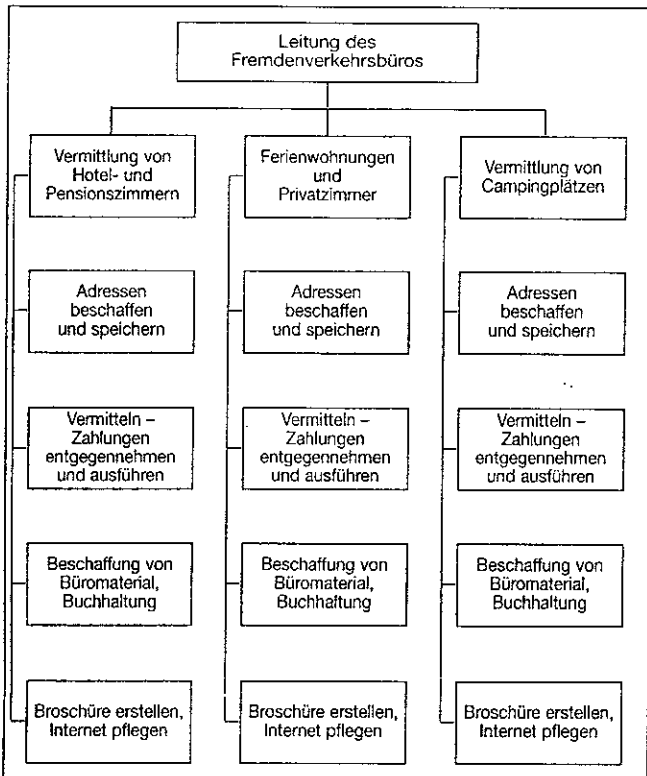 Leitung des
Fremdenverkehrsbüros
Vermittlung von
Hotel- und
Pensionszimmern
Ferienwohnungen
und
Privatzimmer
Vermittlung von
Campingplätzen
Adressen
beschaffen
und speichern
Adressen
beschaffen
und speichern
Adressen
beschaffen
und speichern
Vermitteln –
Zahlungen
entgegennehmen
und ausführen
Vermitteln –
Zahlungen
entgegennehmen
und ausführen
Vermitteln –
Zahlungen
entgegennehmen
und ausführen
Beschaffung von
Büromaterial,
Buchhaltung
Beschaffung von
Büromaterial,
Buchhaltung
Beschaffung von
Büromaterial,
Buchhaltung
Broschüre erstellen,
Internet pflegen
Broschüre erstellen,
Internet pflegen
Broschüre erstellen,
Internet pflegen